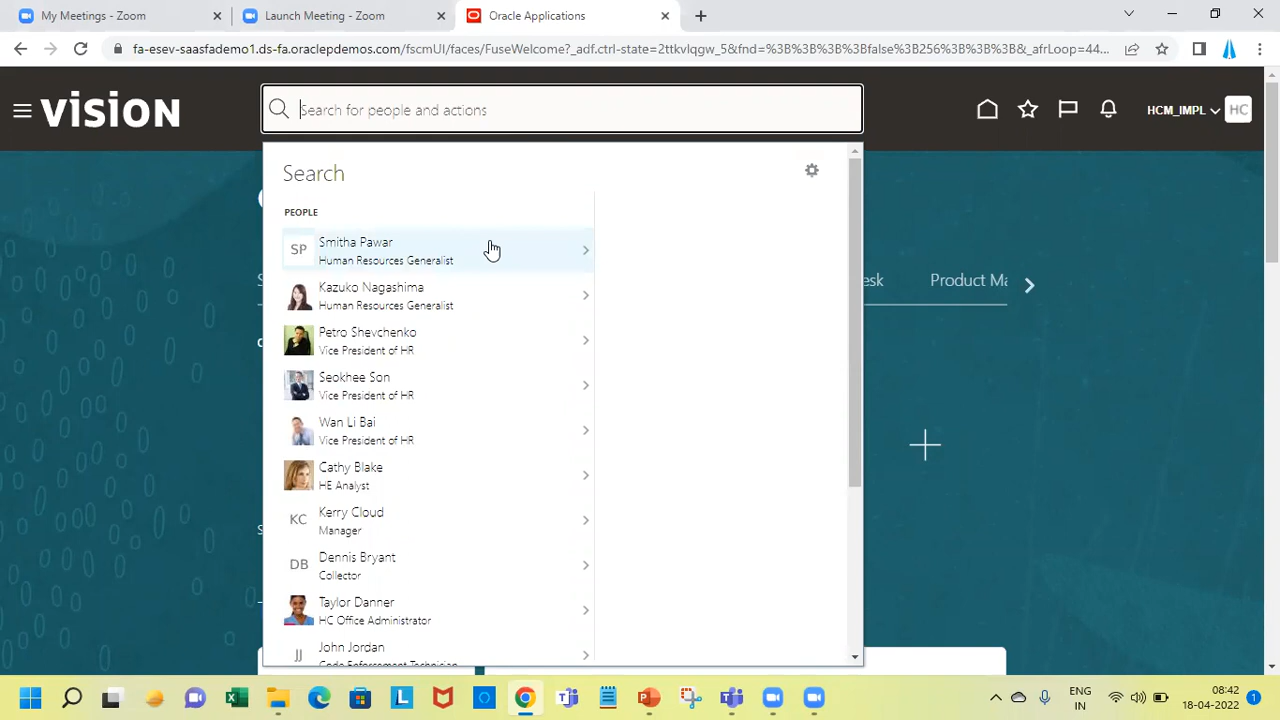 My Meetings - Zoom
Launch Meeting - Zoom
Oracle Applications
fa-esev-saasfademo1.ds-fa.oraclepdemos.com/fscmUI/faces/FuseWelcome?_adf.ctrl-state=2ttkvlqgw_5&fnd=%3B%3B%3B%3Bfalse%3B256%3B%3B%3B&_afrLoop=44...
VISION
Search for people and actions
HCM_IMPL
HC
Search
PEOPLE
SP
Smitha Pawar
Human Resources Generalist
Kazuko Nagashima
Human Resources Generalist
Petro Shevchenko
Vice President of HR
Seokhee Son
Vice President of HR
Wan Li Bai
Vice President of HR
Cathy Blake
HE Analyst
KC
Kerry Cloud
Manager
DB
Dennis Bryant
Collector
Taylor Danner
HC Office Administrator
JJ
John Jordan
Code Enforcement Technician
esk
Product Ma
ENG
IN
08:42
18-04-2022
1